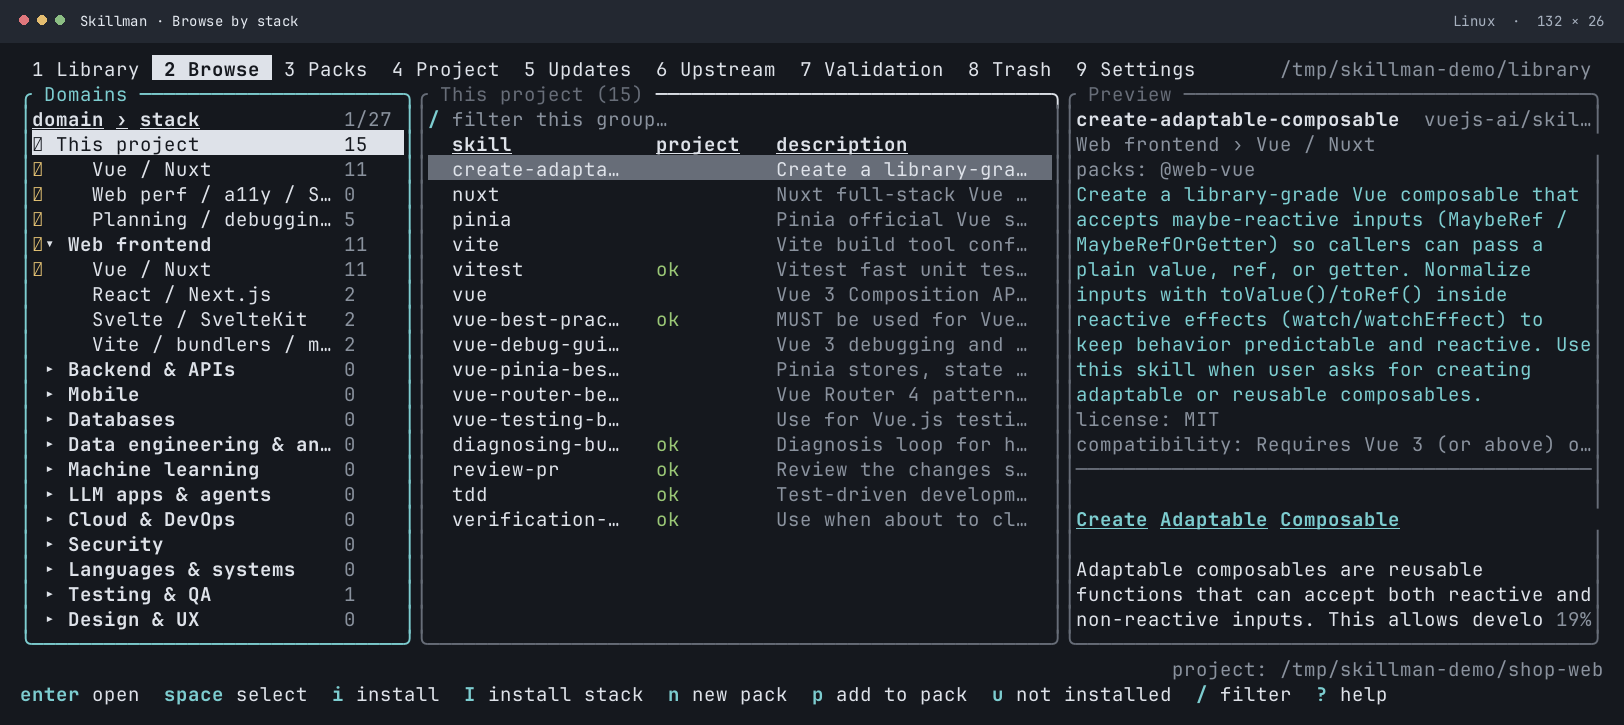 Skillman · Browse by stack
Linux · 132 × 26
1 Library 2 Browse 3 Packs 4 Project 5 Updates 6 Upstream 7 Validation 8 Trash 9 Settings /tmp/skillman-demo/library
Domains
domain › stack 1/27
This project 15
Vue / Nuxt 11
Web perf / a11y / S… 0
Planning / debuggin… 5
▾ Web frontend 11
Vue / Nuxt 11
React / Next.js 2
Svelte / SvelteKit 2
Vite / bundlers / m… 2
▸ Backend & APIs 0
▸ Mobile 0
▸ Databases 0
▸ Data engineering & an… 0
▸ Machine learning 0
▸ LLM apps & agents 0
▸ Cloud & DevOps 0
▸ Security 0
▸ Languages & systems 0
▸ Testing & QA 1
▸ Design & UX 0
This project (15)
/ filter this group…
skill project description
create-adapta… Create a library-gra…
nuxt Nuxt full-stack Vue …
pinia Pinia official Vue s…
vite Vite build tool conf…
vitest ok Vitest fast unit tes…
vue Vue 3 Composition AP…
vue-best-prac… ok MUST be used for Vue…
vue-debug-gui… Vue 3 debugging and …
vue-pinia-bes… Pinia stores, state …
vue-router-be… Vue Router 4 pattern…
vue-testing-b… Use for Vue.js testi…
diagnosing-bu… ok Diagnosis loop for h…
review-pr ok Review the changes s…
tdd ok Test-driven developm…
verification-… ok Use when about to cl…
Preview
create-adaptable-composable vuejs-ai/skil…
Web frontend › Vue / Nuxt
packs: @web-vue
Create a library-grade Vue composable that
accepts maybe-reactive inputs (MaybeRef /
MaybeRefOrGetter) so callers can pass a
plain value, ref, or getter. Normalize
inputs with toValue()/toRef() inside
reactive effects (watch/watchEffect) to
keep behavior predictable and reactive. Use
this skill when user asks for creating
adaptable or reusable composables.
license: MIT
compatibility: Requires Vue 3 (or above) o…
Create Adaptable Composable
Adaptable composables are reusable
functions that can accept both reactive and
non-reactive inputs. This allows develo 19%
project: /tmp/skillman-demo/shop-web
enter open space select i install I install stack n new pack p add to pack u not installed / filter ? help